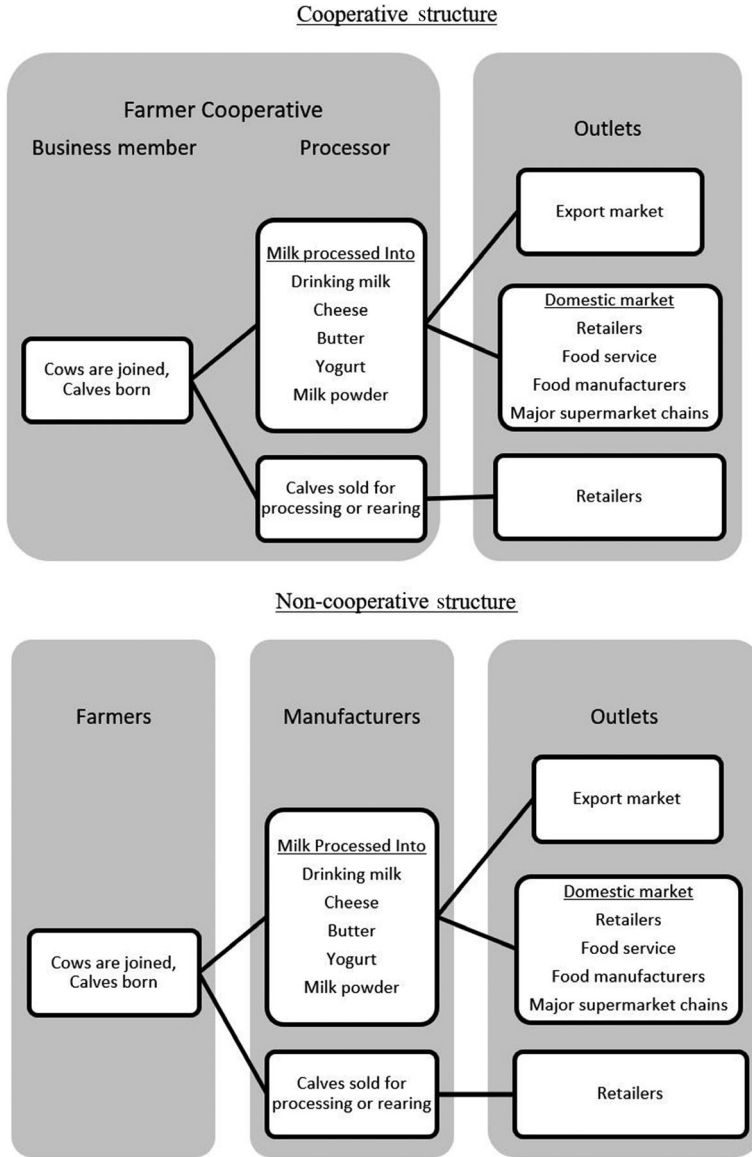 Cooperative structure
Farmer Cooperative
Business member
Processor
Outlets
Cows are joined,
Calves born
Milk processed Into
Drinking milk
Cheese
Butter
Yogurt
Milk powder
Calves sold for
processing or rearing
Export market
Domestic market
Retailers
Food service
Food manufacturers
Major supermarket chains
Retailers
Non-cooperative structure
Farmers
Manufacturers
Outlets
Cows are joined,
Calves born
Milk Processed Into
Drinking milk
Cheese
Butter
Yogurt
Milk powder
Calves sold for
processing or rearing
Export market
Domestic market
Retailers
Food service
Food manufacturers
Major supermarket chains
Retailers